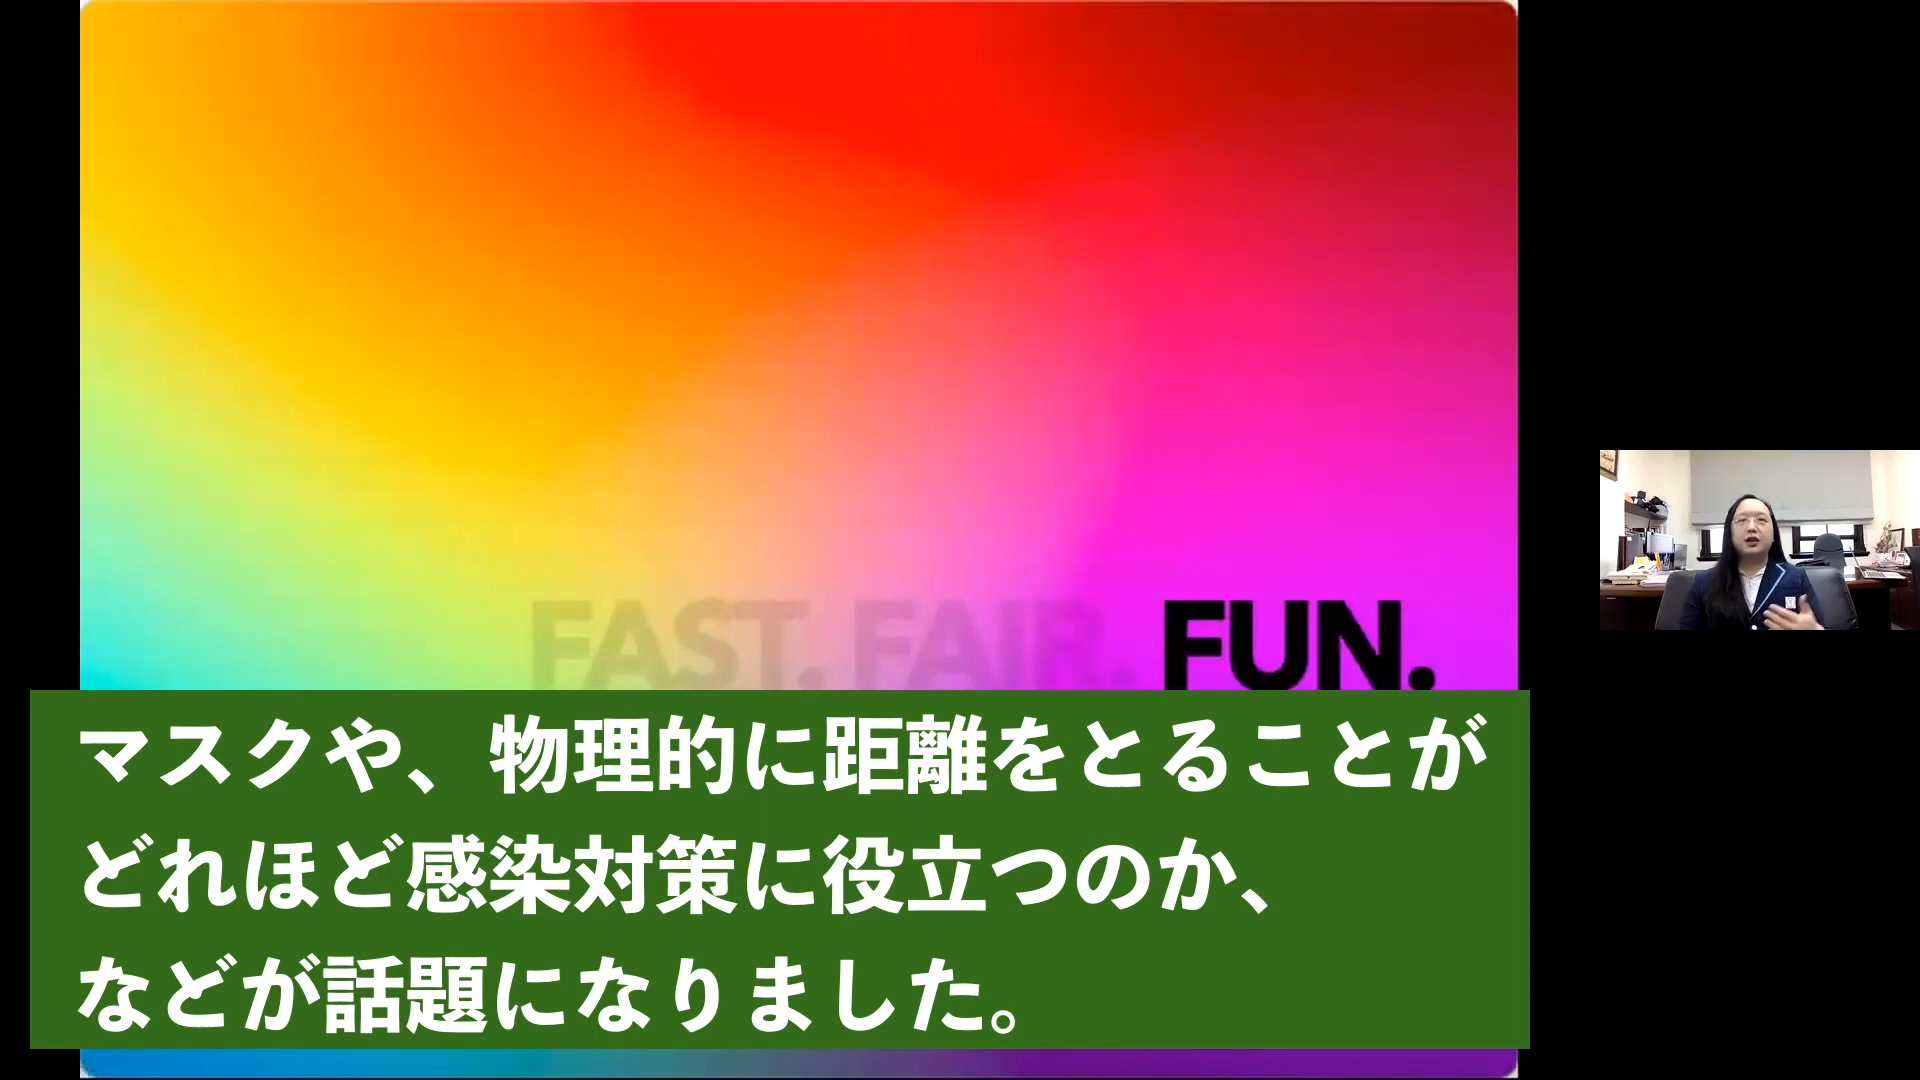 FAST. FAIR. FUN.
マスクや、物理的に距離をとることが
どれほど感染対策に役立つのか、
などが話題になりました。